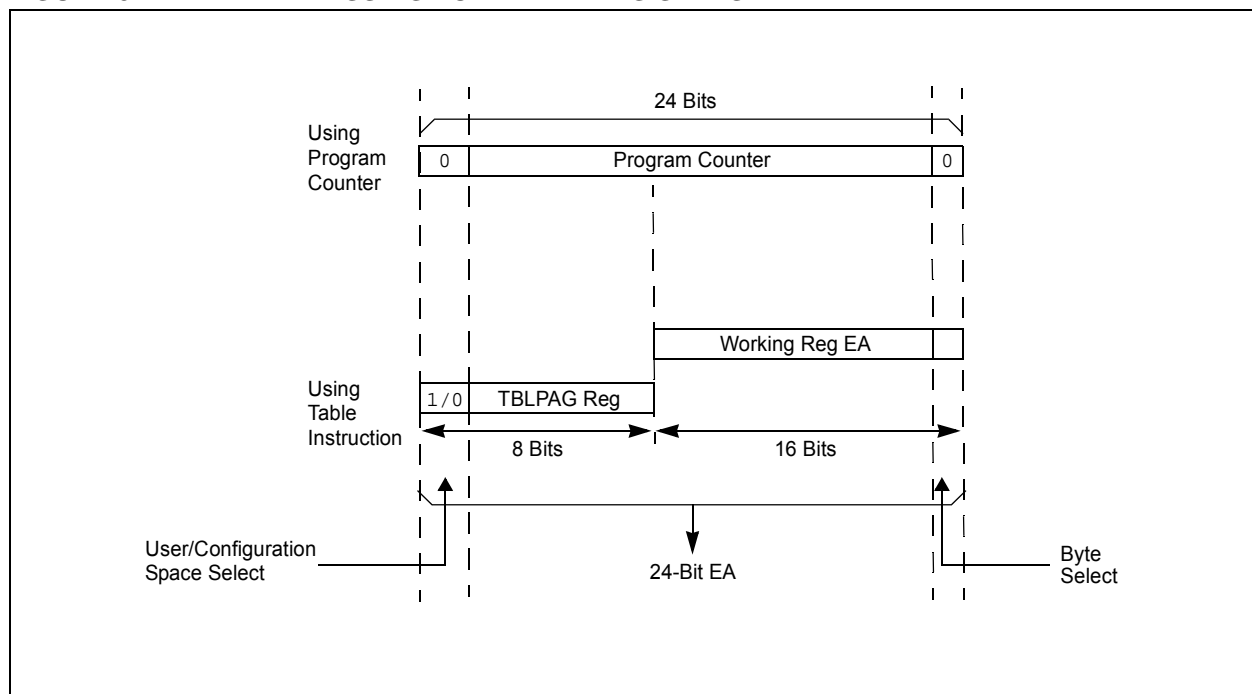 24 Bits
Using
Program
Counter
0
Program Counter
0
Working Reg EA
Using
Table
Instruction
1/0
TBLPAG Reg
8 Bits
16 Bits
User/Configuration
Space Select
24-Bit EA
Byte
Select